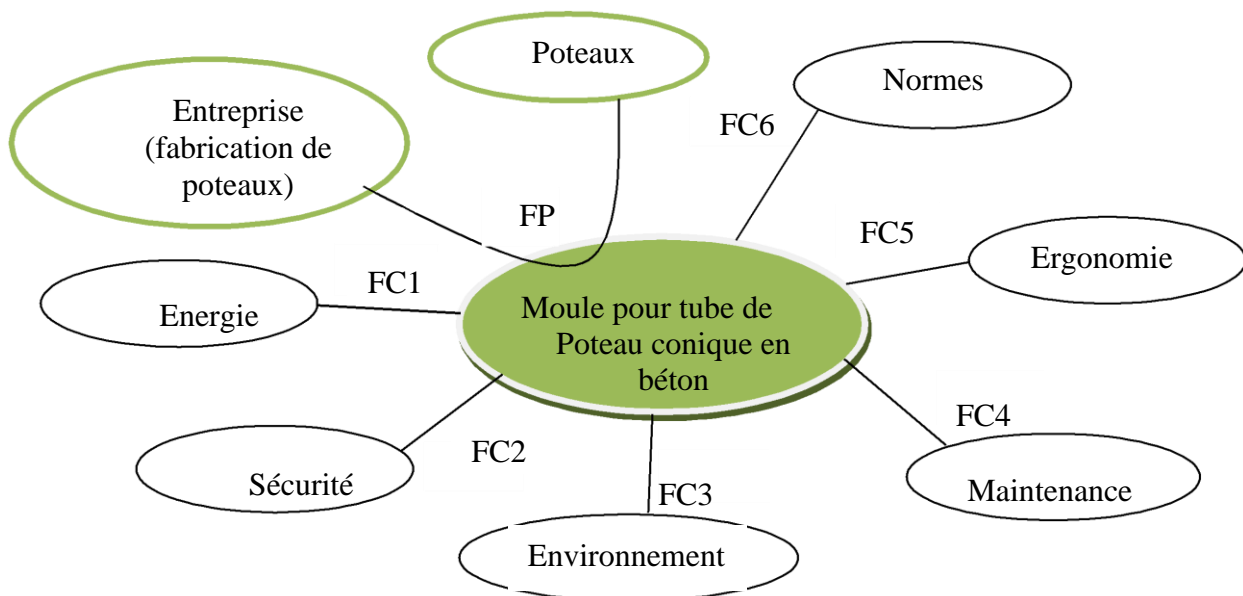 Poteaux
Normes
Entreprise
(fabrication de
poteaux)
FC6
FP
FC5
Ergonomie
FC1
Energie
Moule pour tube de
Poteau conique en
béton
FC4
FC2
Sécurité
FC3
Maintenance
Environnement